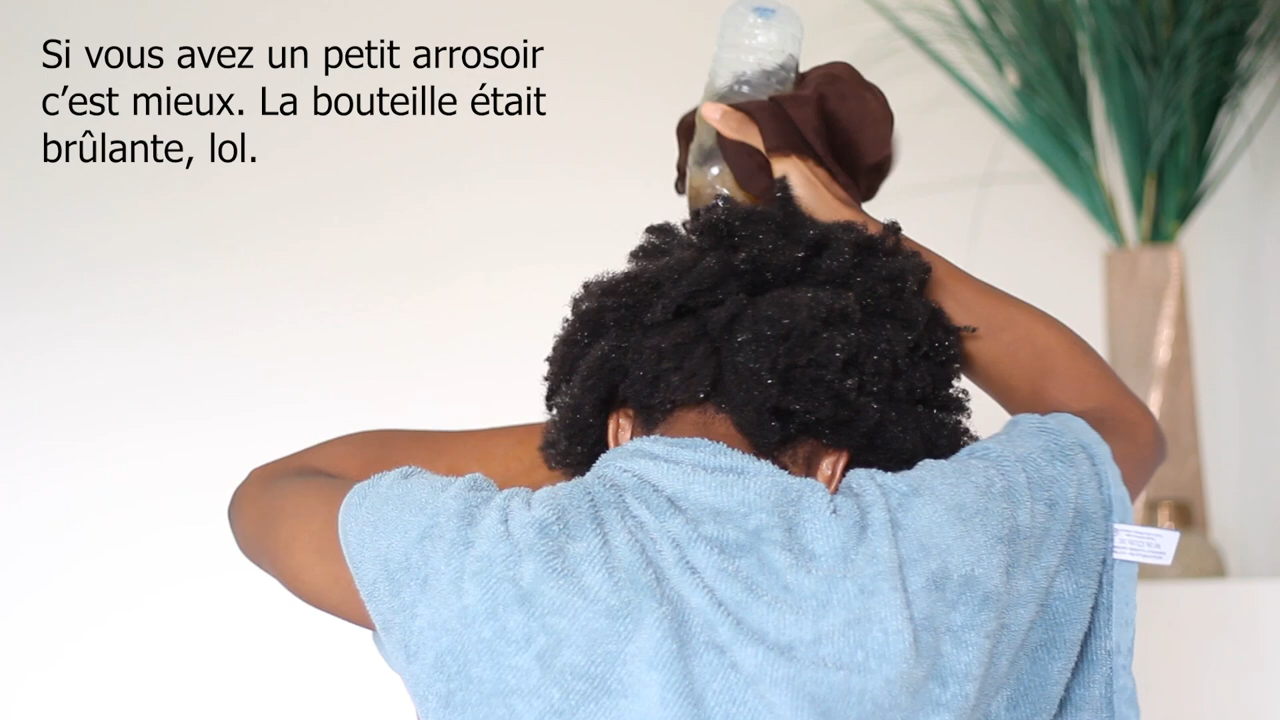 Si vous avez un petit arrosoir
c’est mieux. La bouteille était
brûlante, lol.